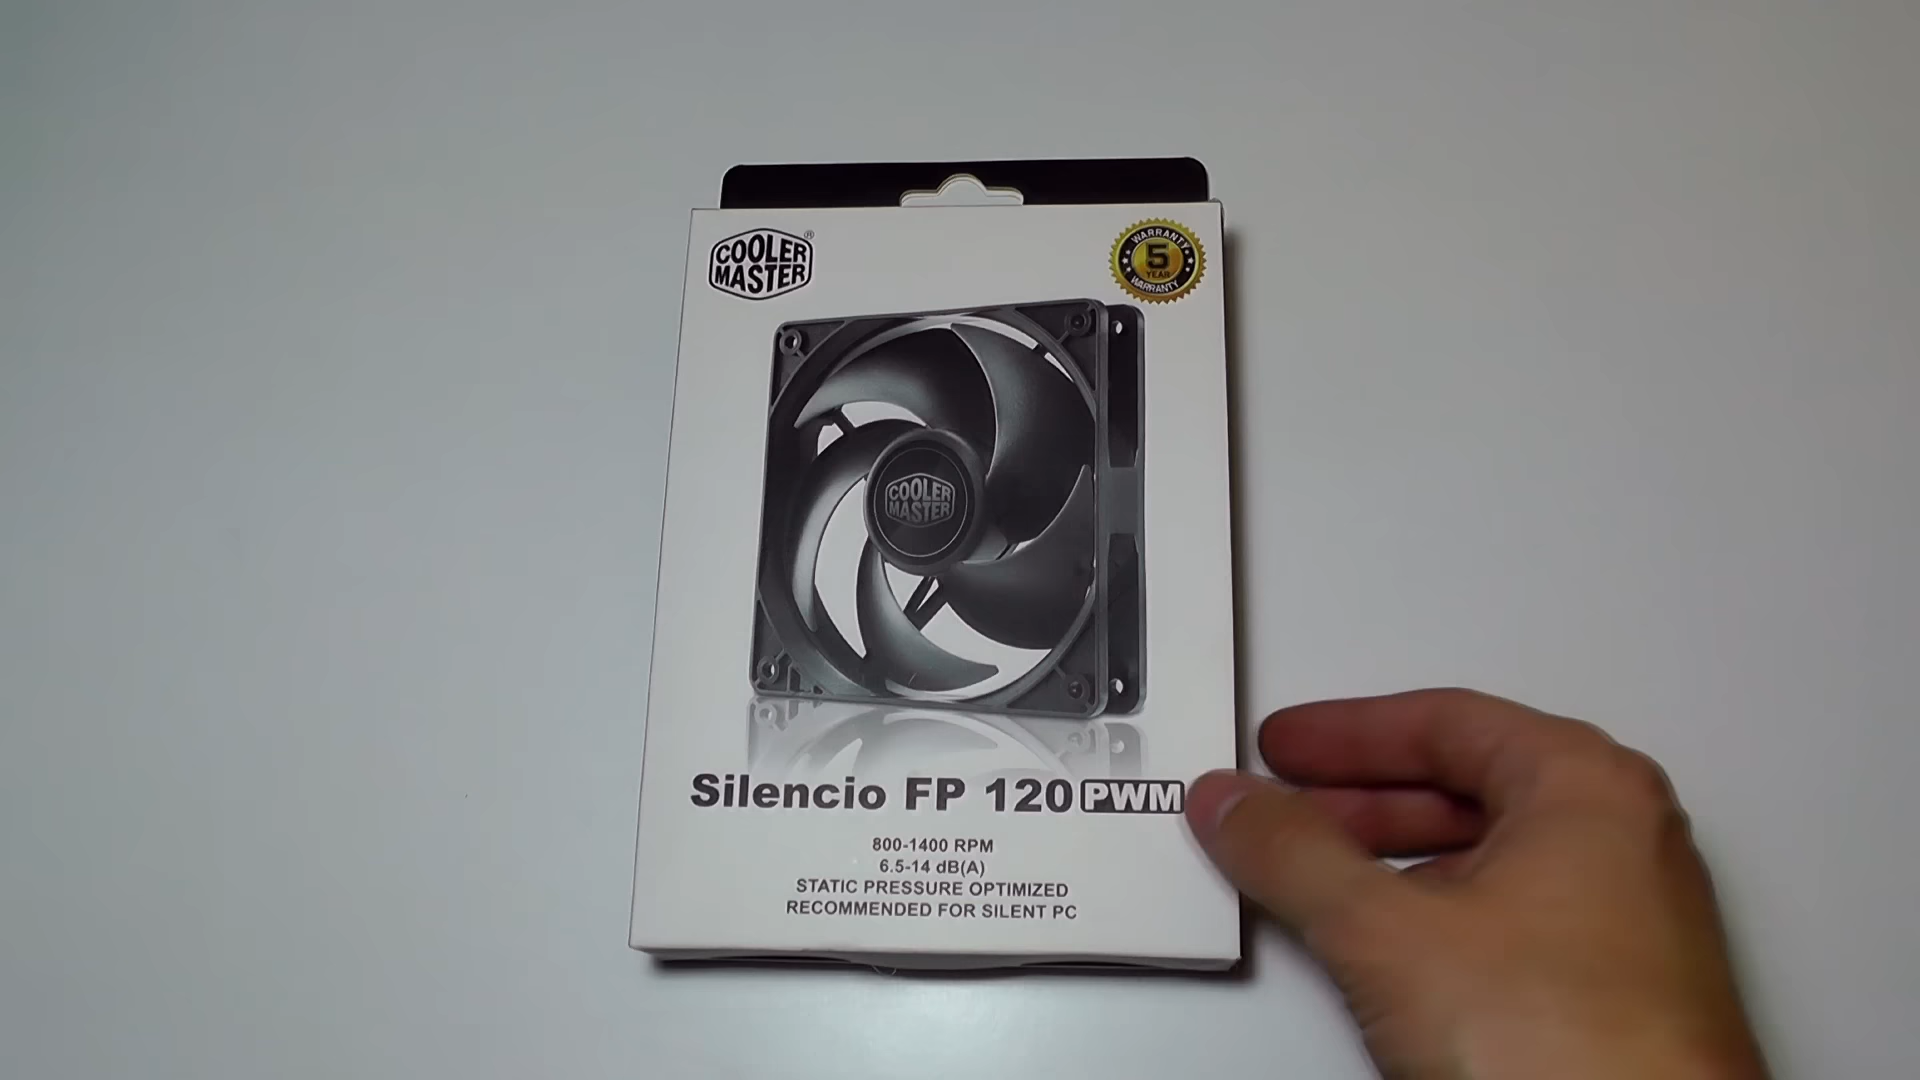 COOLER
MASTER
®
WARRANTY
5
YEAR
WARRANTY
COOLER
MASTER
Silencio FP 120 PWM
800-1400 RPM
6.5-14 dB(A)
STATIC PRESSURE OPTIMIZED
RECOMMENDED FOR SILENT PC